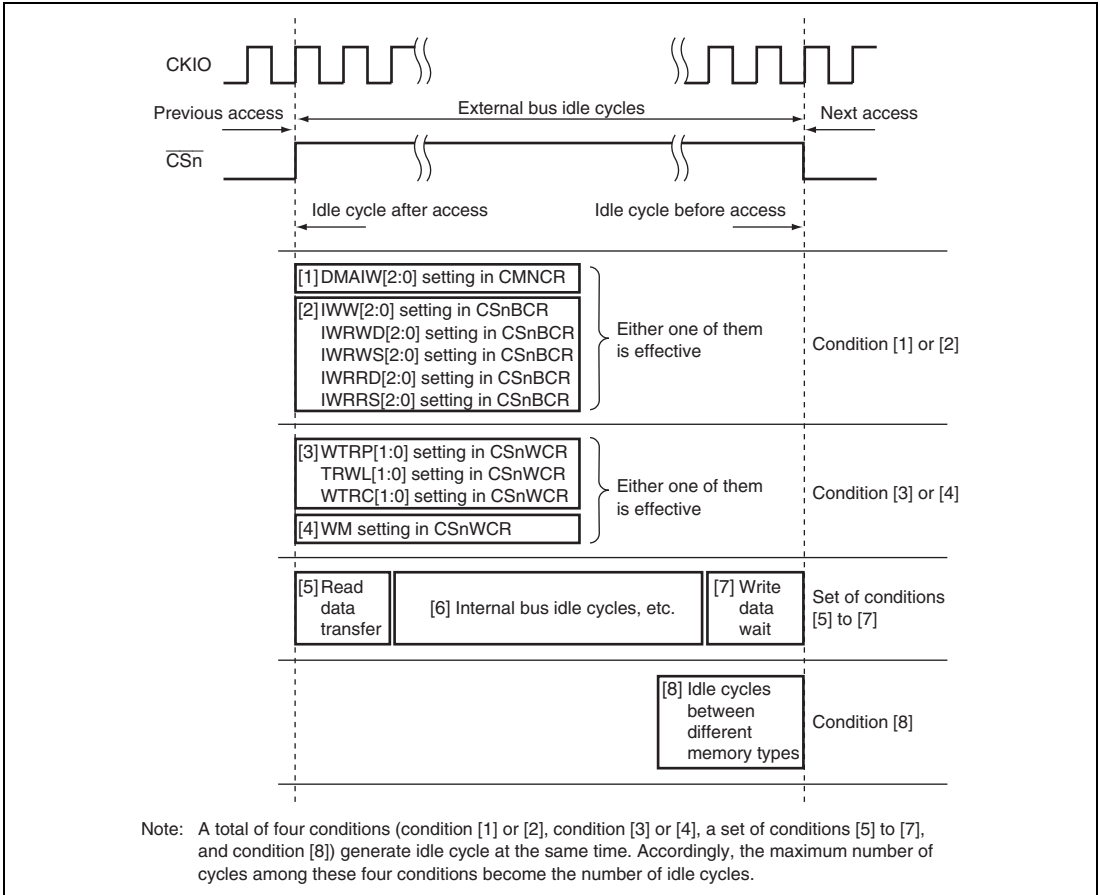 CKIO
Previous access
External bus idle cycles
Next access
CSn
Idle cycle after access
Idle cycle before access
[1] DMAIW[2:0] setting in CMNCR
[2] IWW[2:0] setting in CSnBCR
IWRWD[2:0] setting in CSnBCR
IWRWS[2:0] setting in CSnBCR
IWRRD[2:0] setting in CSnBCR
IWRRS[2:0] setting in CSnBCR
Either one of them
is effective
Condition [1] or [2]
[3] WTRP[1:0] setting in CSnWCR
TRWL[1:0] setting in CSnWCR
WTRC[1:0] setting in CSnWCR
[4] WM setting in CSnWCR
Either one of them
is effective
Condition [3] or [4]
[5] Read
data
transfer
[6] Internal bus idle cycles, etc.
[7] Write
data
wait
Set of conditions
[5] to [7]
[8] Idle cycles
between
different
memory types
Condition [8]
Note: A total of four conditions (condition [1] or [2], condition [3] or [4], a set of conditions [5] to [7],
and condition [8]) generate idle cycle at the same time. Accordingly, the maximum number of
cycles among these four conditions become the number of idle cycles.